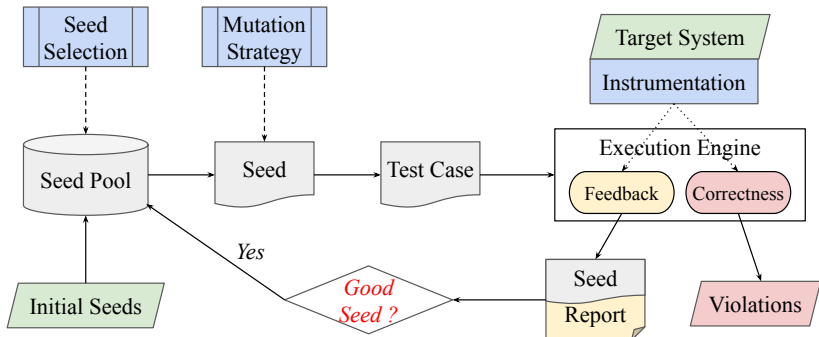 Seed
Selection
Mutation
Strategy
Target System
Instrumentation
Seed Pool
Seed
Test Case
Execution Engine
Feedback
Correctness
Yes
Initial Seeds
Good
Seed ?
Seed
Report
Violations